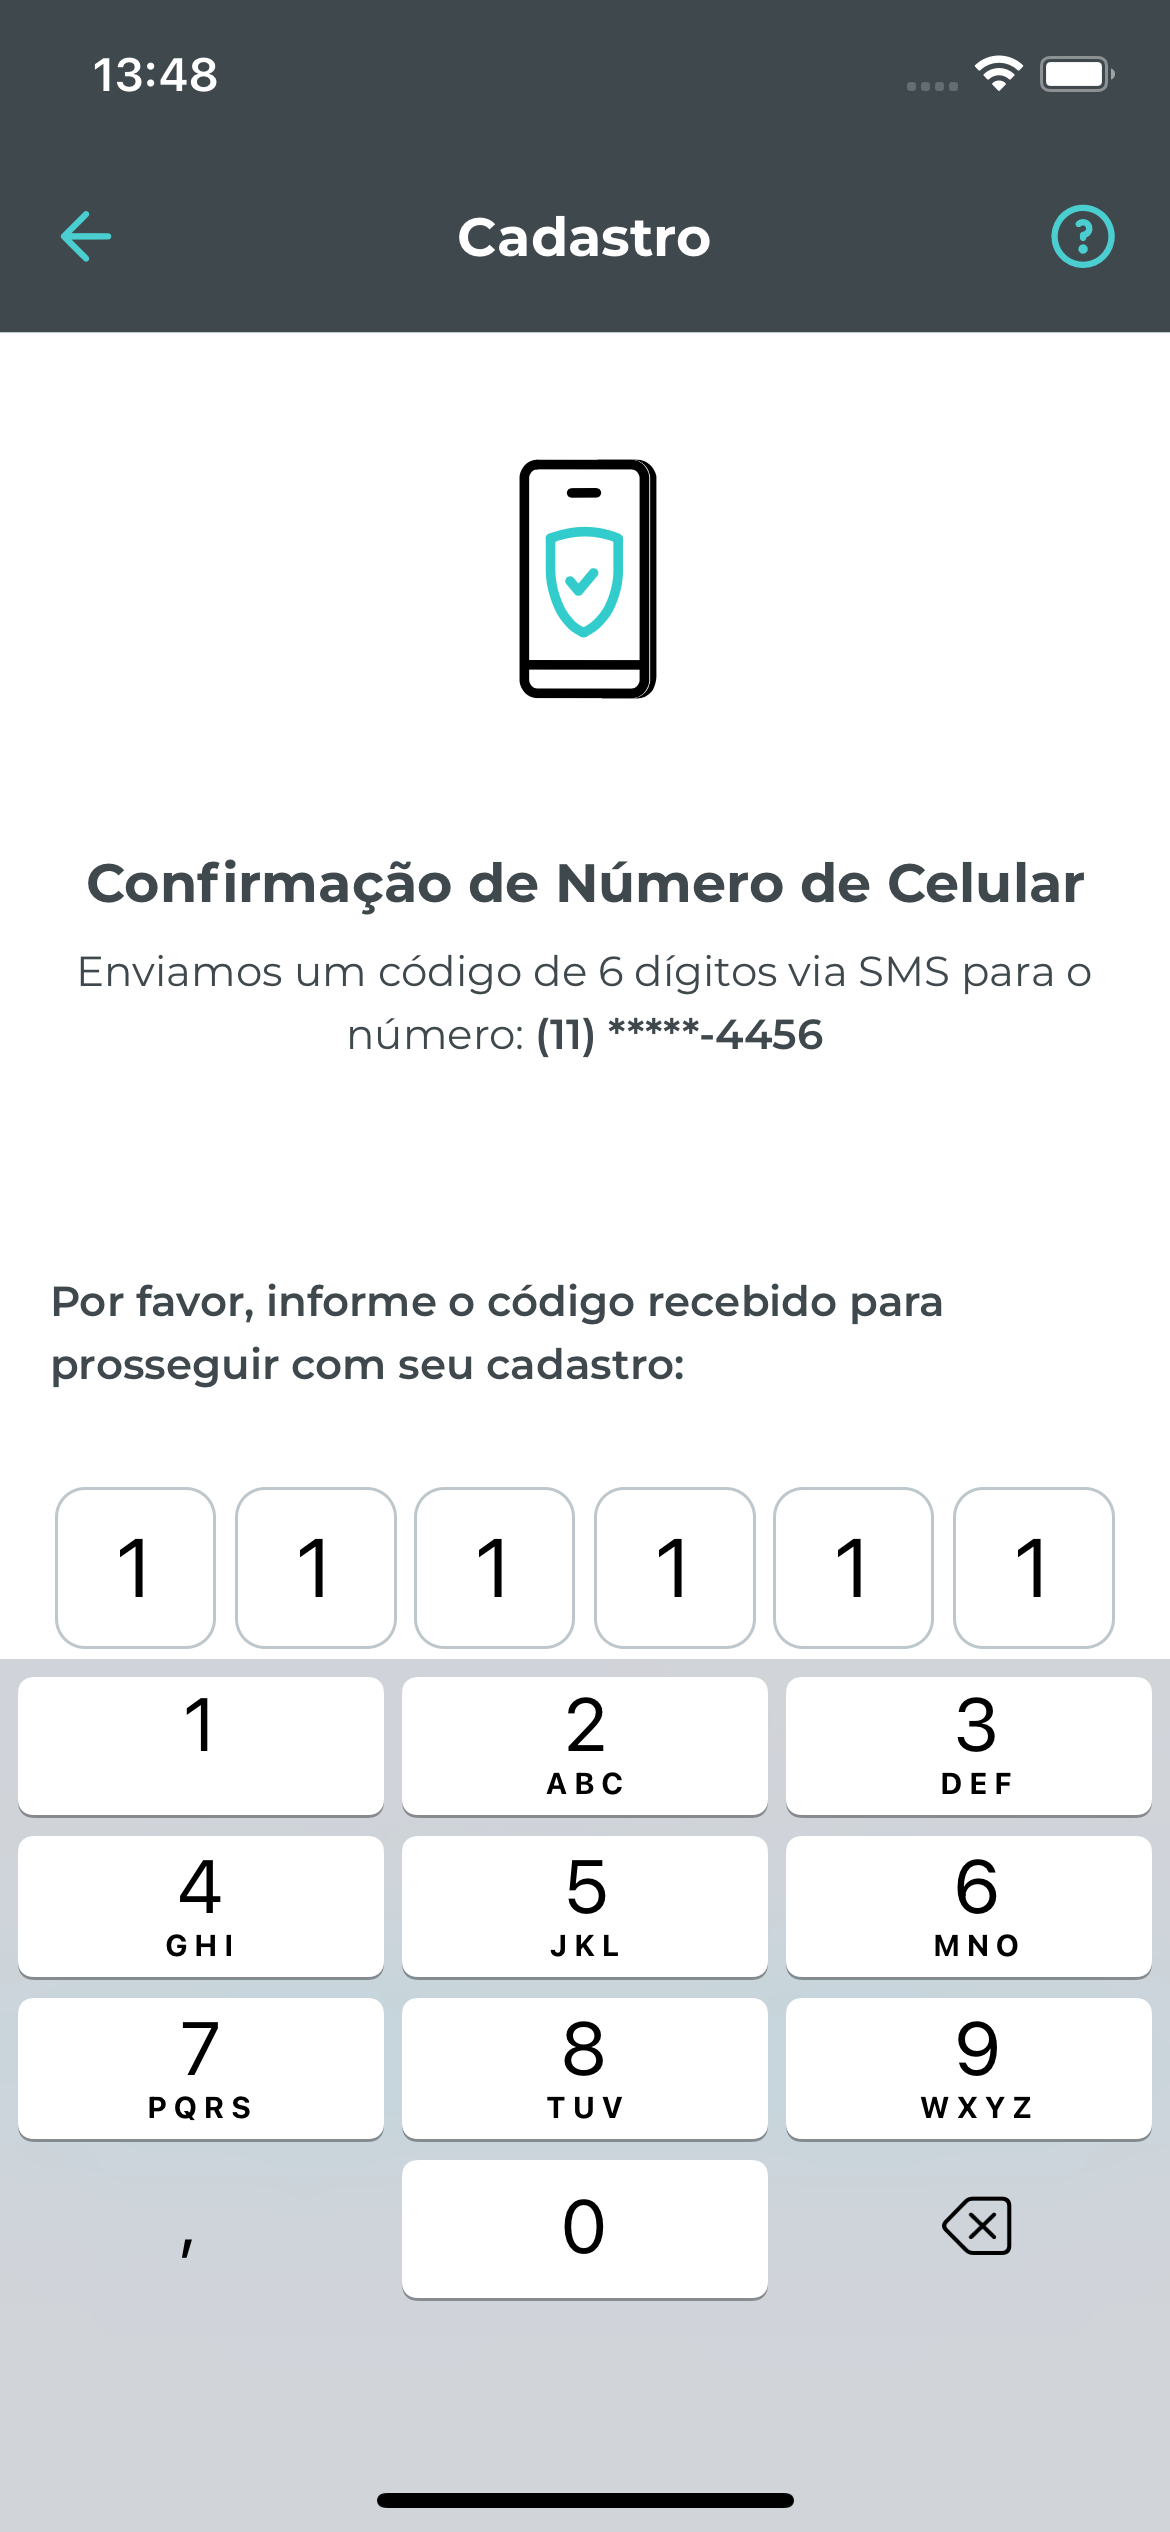 13:48
Cadastro
?
Confirmação de Número de Celular
Enviamos um código de 6 dígitos via SMS para o
número: (11) *****-4456
Por favor, informe o código recebido para
prosseguir com seu cadastro:
1 1 1 1 1 1
1 2 3
ABC DEF
4 5 6
GHI JKL MNO
7 8 9
PQRS TUV WXYZ
, 0